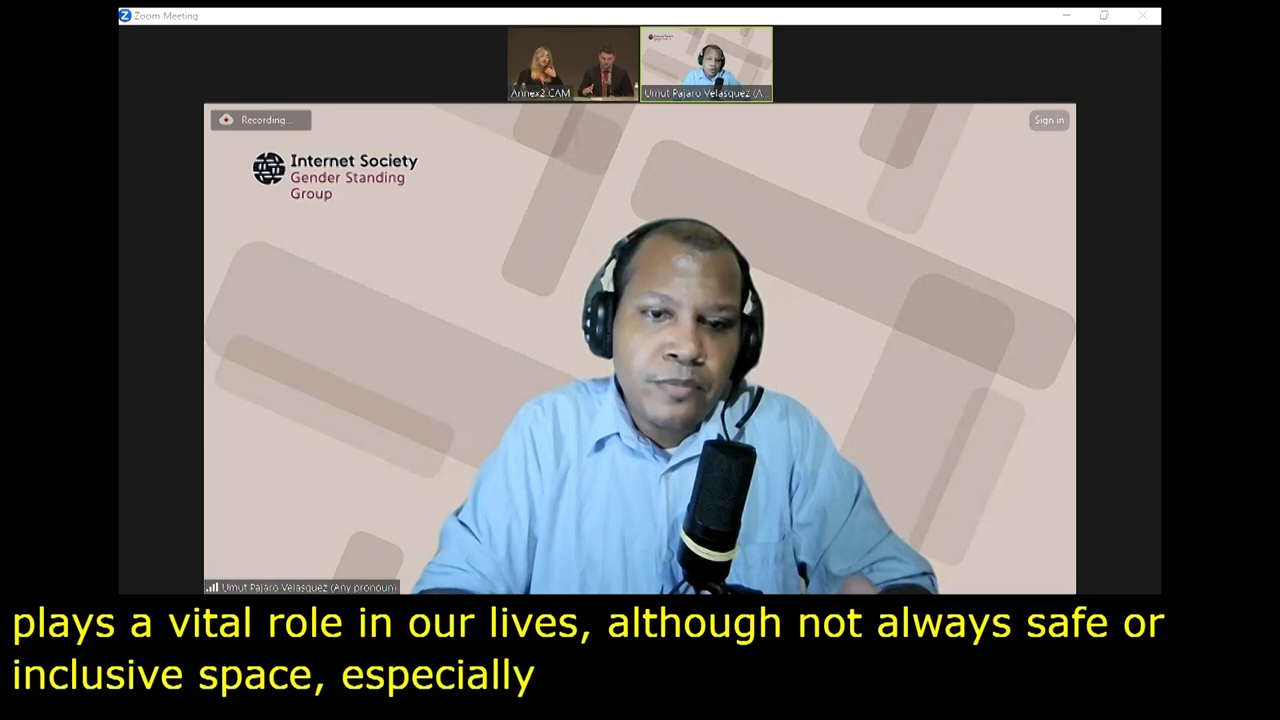 Zoom Meeting
Annex2 CAM
Umut Pajaro Velasquez (A...
Recording...
Sign in
Internet Society
Gender Standing
Group
Umut Pajaro Velasquez (Any pronoun)
plays a vital role in our lives, although not always safe or
inclusive space, especially